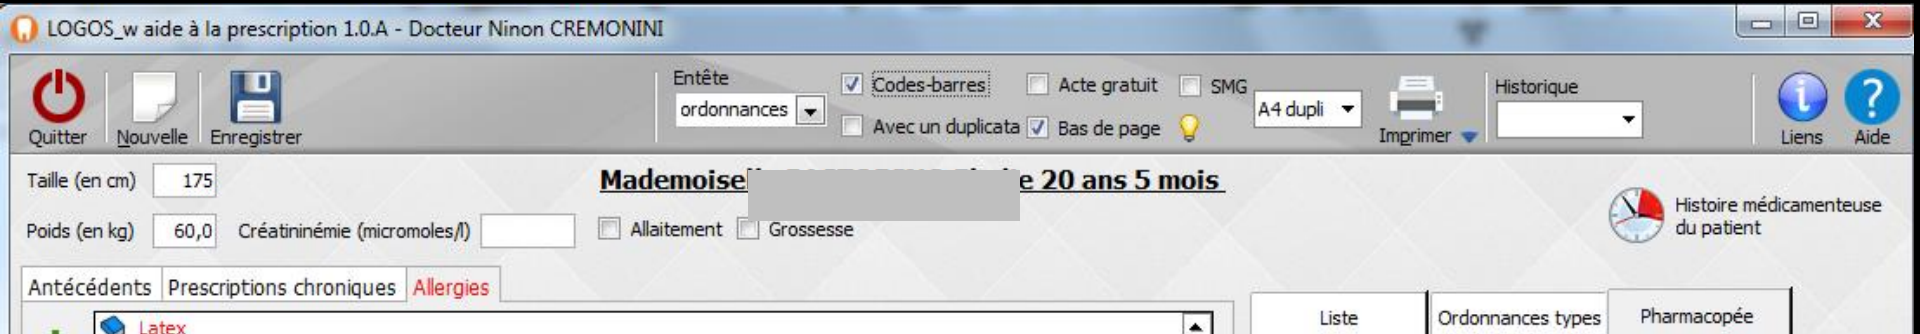 LOGOS_w aide à la prescription 1.0.A - Docteur Ninon CREMONINI
Quitter
Nouvelle
Enregistrer
Entête
ordonnances
Codes-barres
Acte gratuit
SMG
Avec un duplicata
Bas de page
A4 dupli
Imprimer
Historique
Liens
Aide
Taille (en cm) 175
Mademoisel e 20 ans 5 mois
Poids (en kg) 60,0 Créatininémie (micromoles/l)
Allaitement Grossesse
Histoire médicamenteuse
du patient
Antécédents Prescriptions chroniques Allergies
Latex
Liste Ordonnances types Pharmacopée